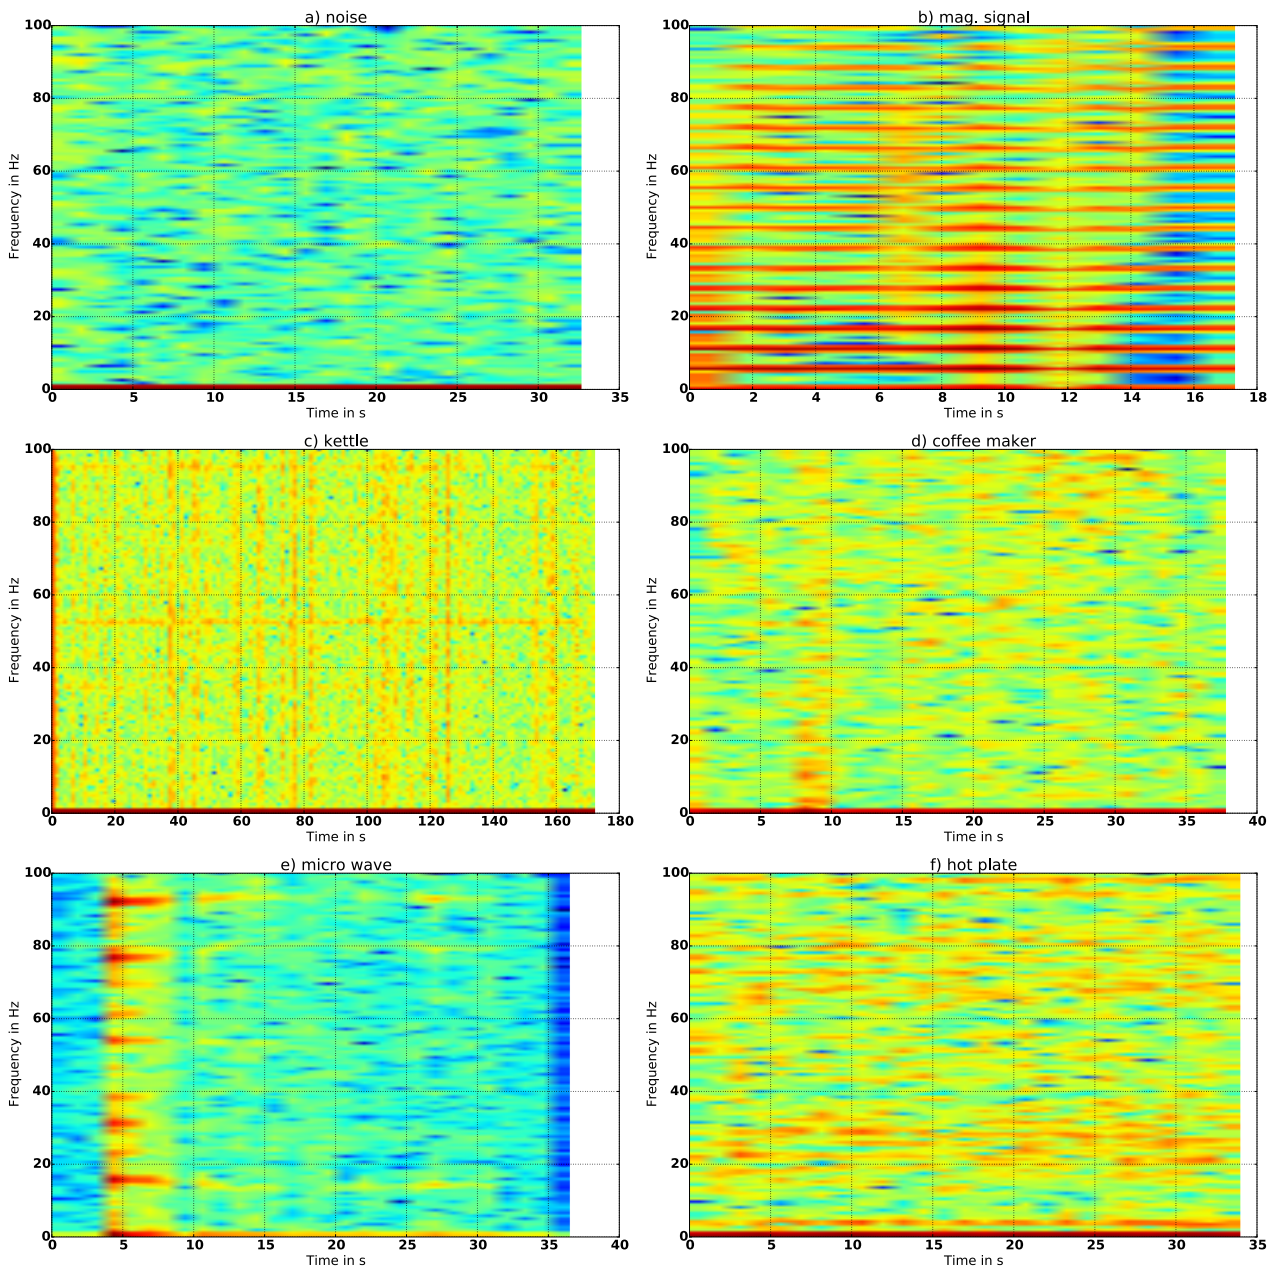 a) noise
100
80
60
40
20
0
Frequency in Hz
0 5 10 15 20 25 30 35
Time in s
b) mag. signal
100
80
60
40
20
0
Frequency in Hz
0 2 4 6 8 10 12 14 16 18
Time in s
c) kettle
100
80
60
40
20
0
Frequency in Hz
0 20 40 60 80 100 120 140 160 180
Time in s
d) coffee maker
100
80
60
40
20
0
Frequency in Hz
0 5 10 15 20 25 30 35 40
Time in s
e) micro wave
100
80
60
40
20
0
Frequency in Hz
0 5 10 15 20 25 30 35 40
Time in s
f) hot plate
100
80
60
40
20
0
Frequency in Hz
0 5 10 15 20 25 30 35
Time in s